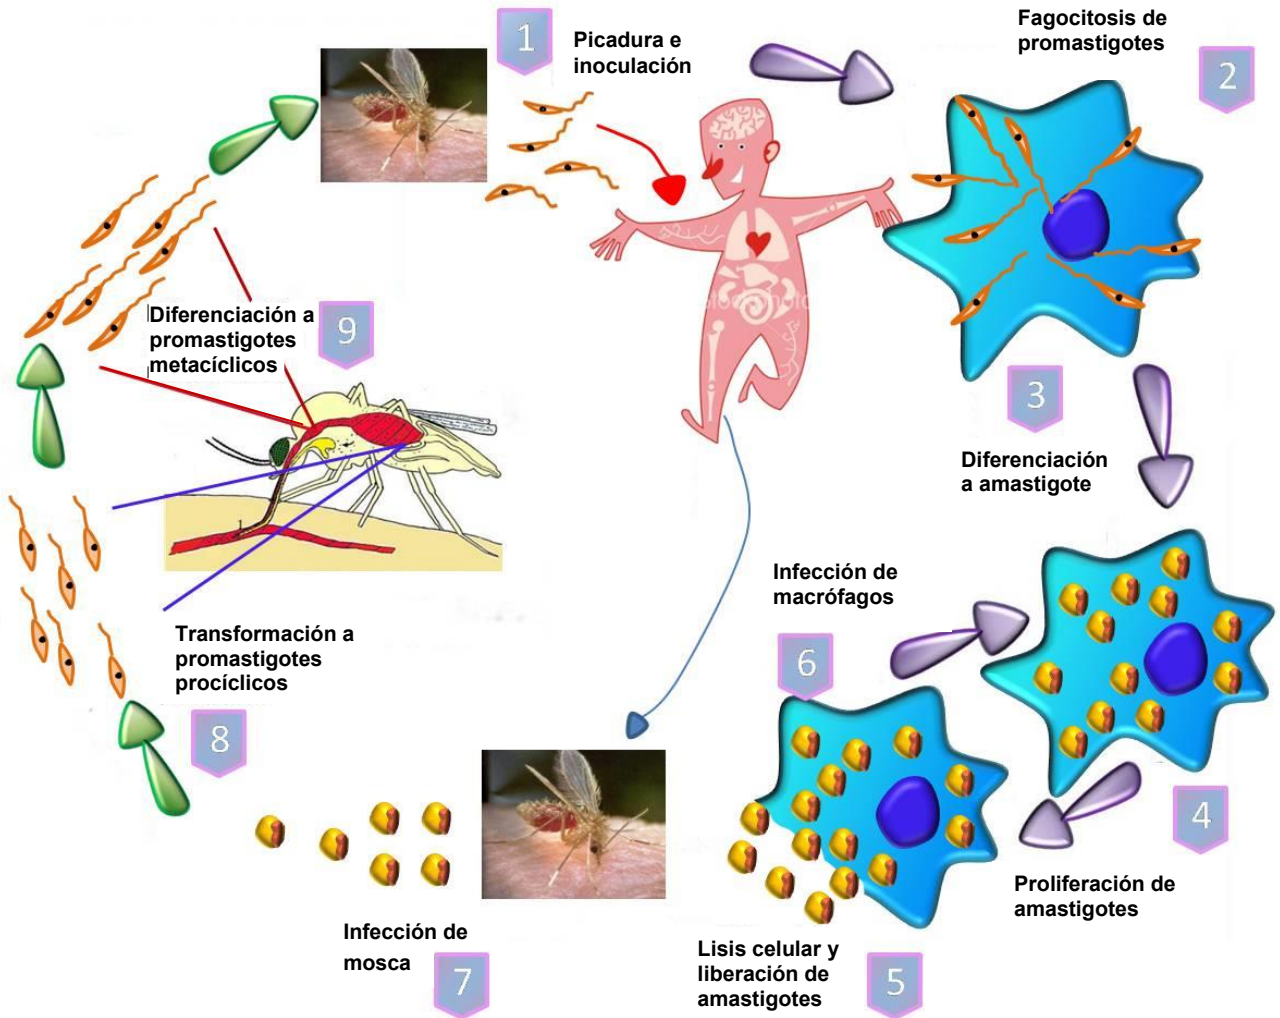 1
Picadura e
inoculación
Fagocitosis de
promastigotes
2
3
Diferenciación
a amastigote
4
Proliferación de
amastigotes
Lisis celular y
liberación de
amastigotes
5
Infección de
macrófagos
6
Infección de
mosca
7
Transformación a
promastigotes
procíclicos
8
Diferenciación a
promastigotes
metacíclicos
9